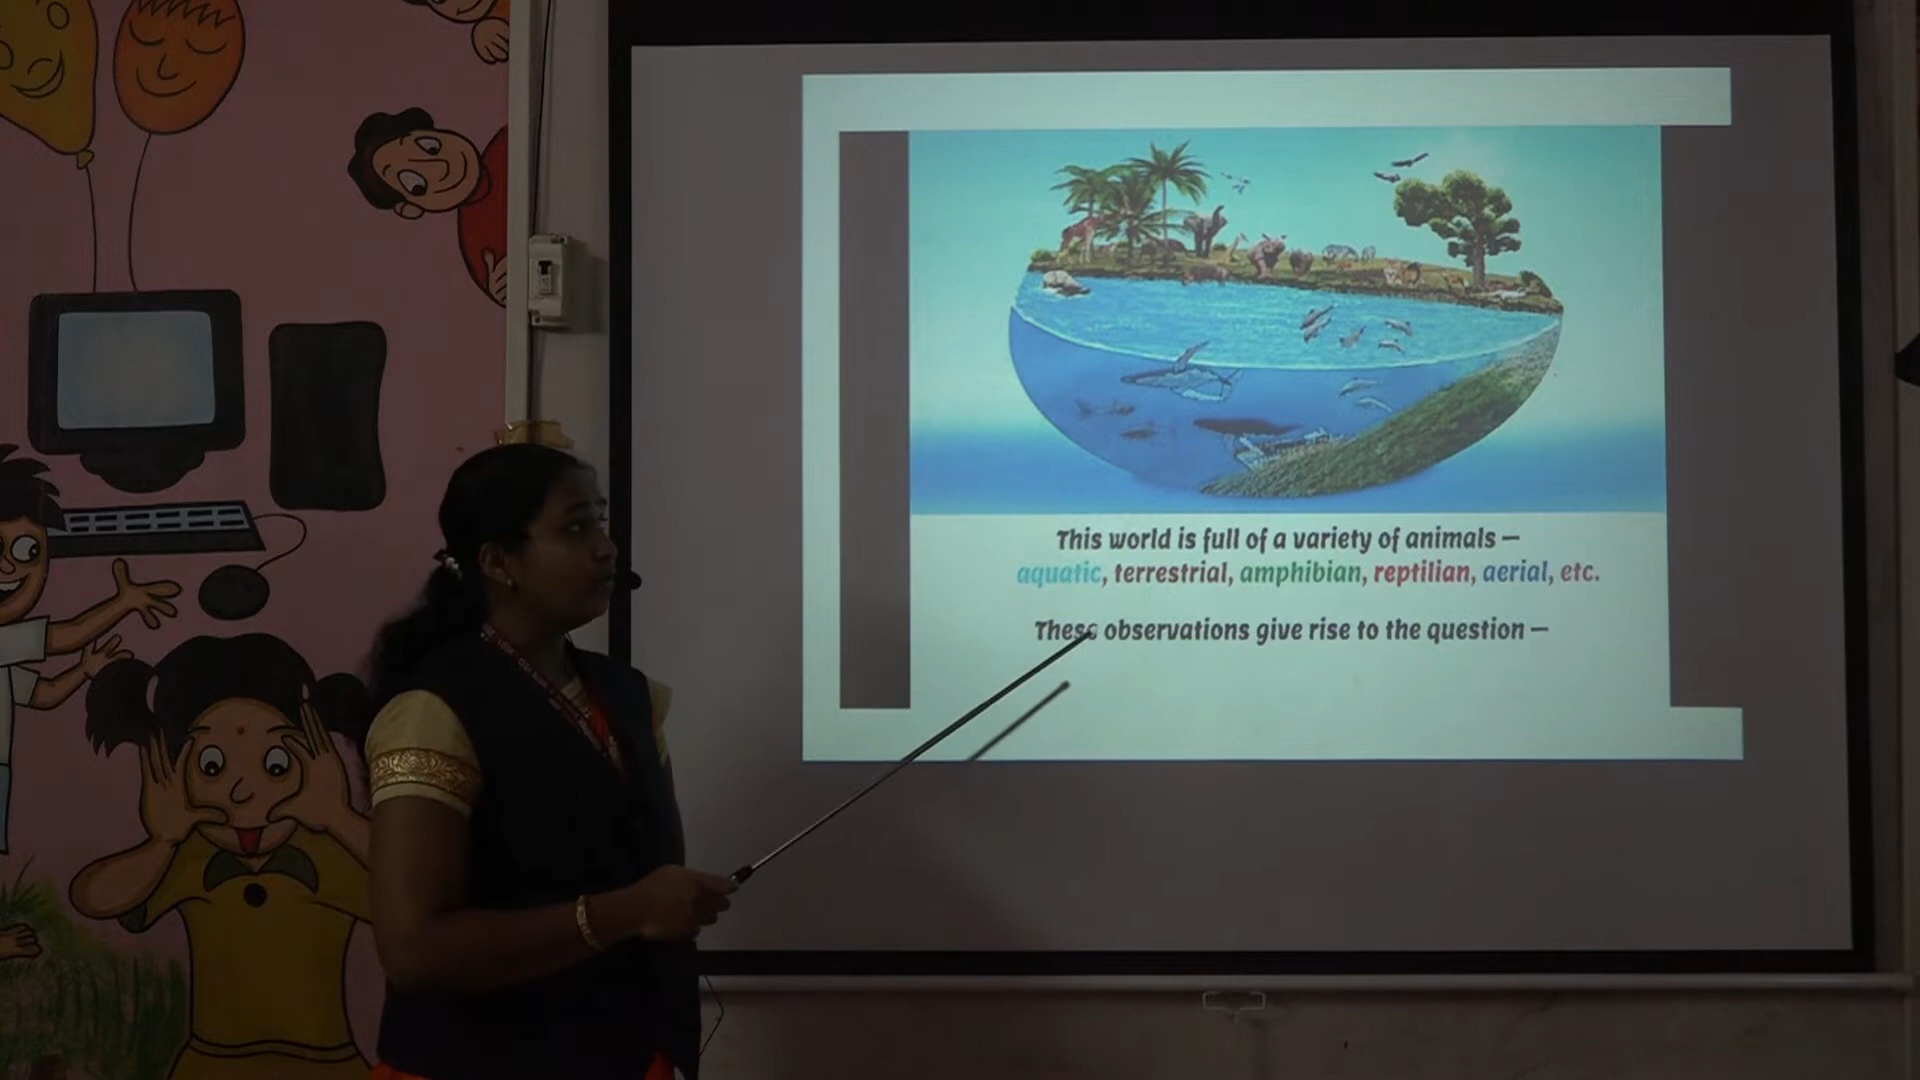 This world is full of a variety of animals –
aquatic, terrestrial, amphibian, reptilian, aerial, etc.
These observations give rise to the question –